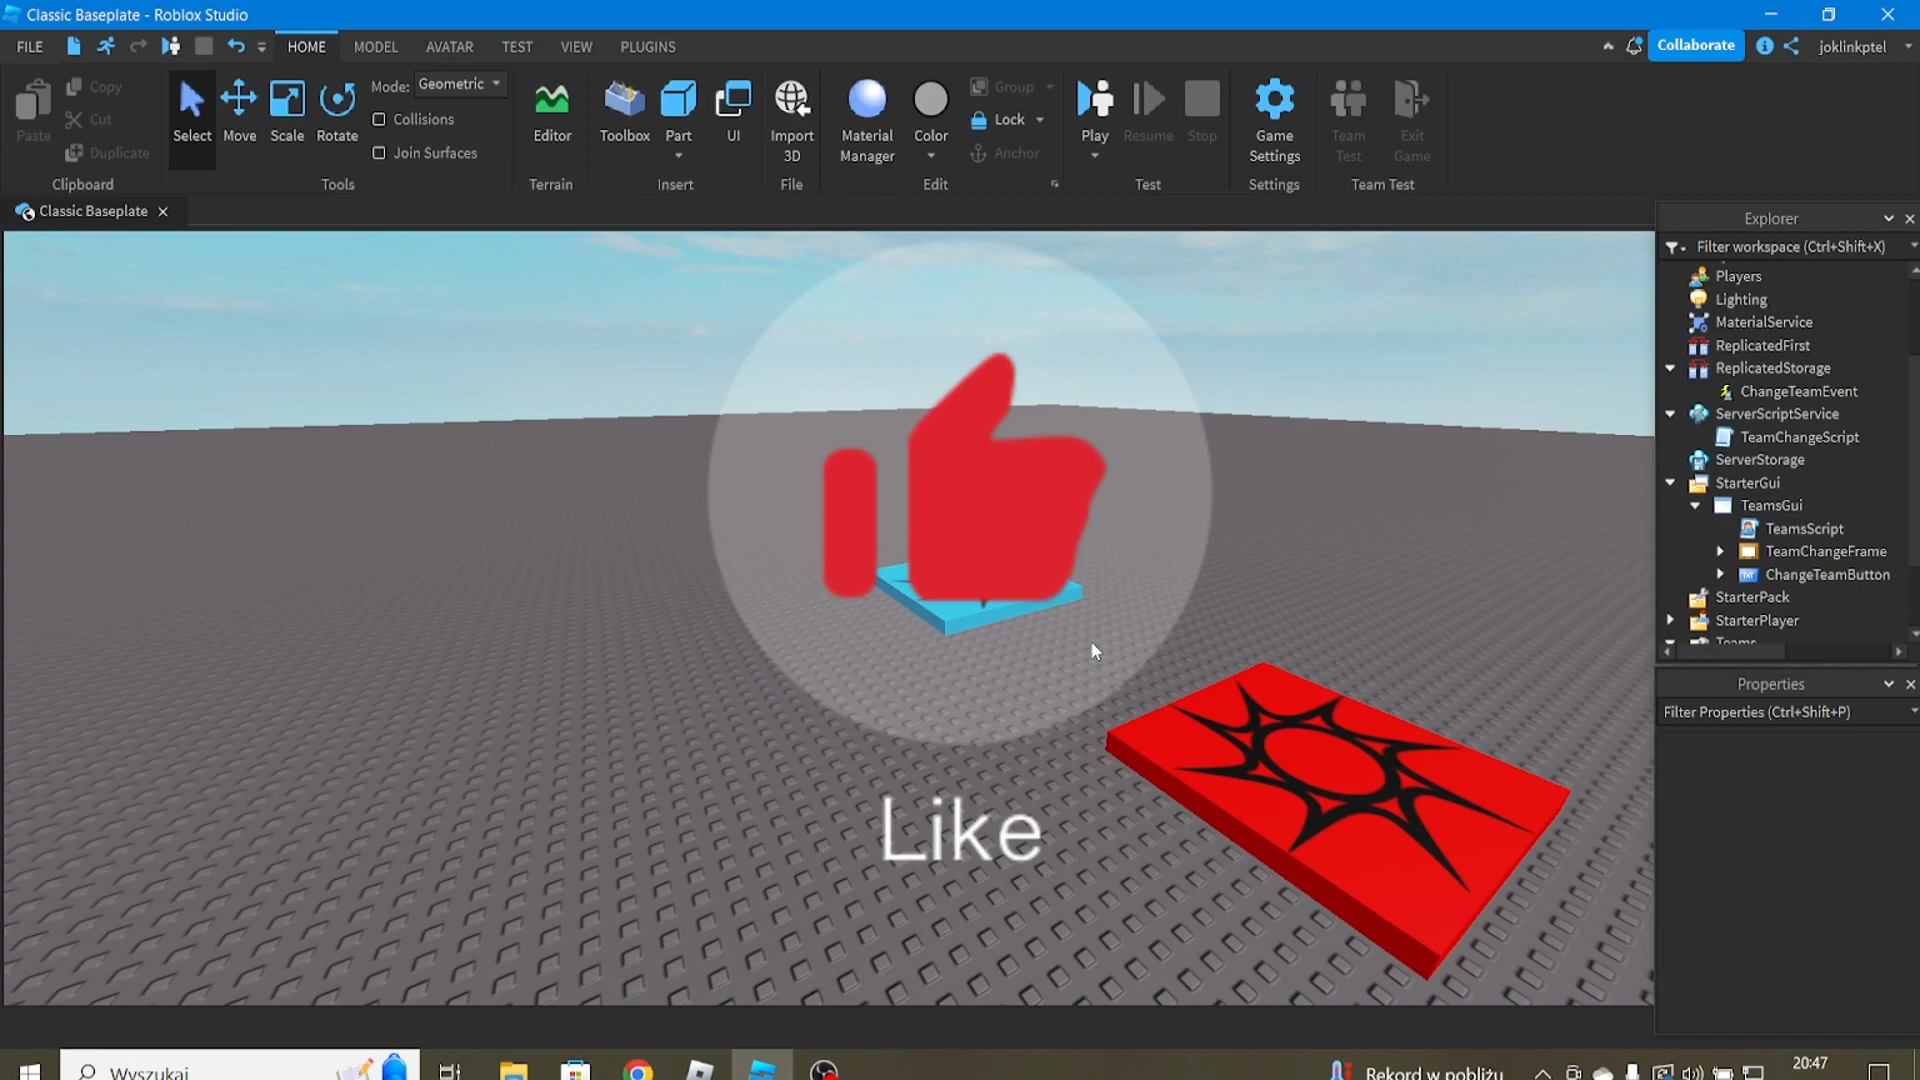 Classic Baseplate - Roblox Studio
FILE HOME MODEL AVATAR TEST VIEW PLUGINS Collaborate joklinkptel
Paste Copy Cut Duplicate Clipboard
Select Move Scale Rotate Mode: Geometric Collisions Join Surfaces Tools
Editor Terrain
Toolbox Part UI Insert
Import 3D File
Material Manager Color Group Lock Anchor Edit
Play Resume Stop Test
Game Settings Settings
Team Test Exit Game Team Test
Classic Baseplate
Explorer
Filter workspace (Ctrl+Shift+X)
Players
Lighting
MaterialService
ReplicatedFirst
ReplicatedStorage
ChangeTeamEvent
ServerScriptService
TeamChangeScript
ServerStorage
StarterGui
TeamsGui
TeamsScript
TeamChangeFrame
TXT ChangeTeamButton
StarterPack
StarterPlayer
Teams
Properties
Filter Properties (Ctrl+Shift+P)
Like
Wyszukaj
Rekord w pobliżu
20:47